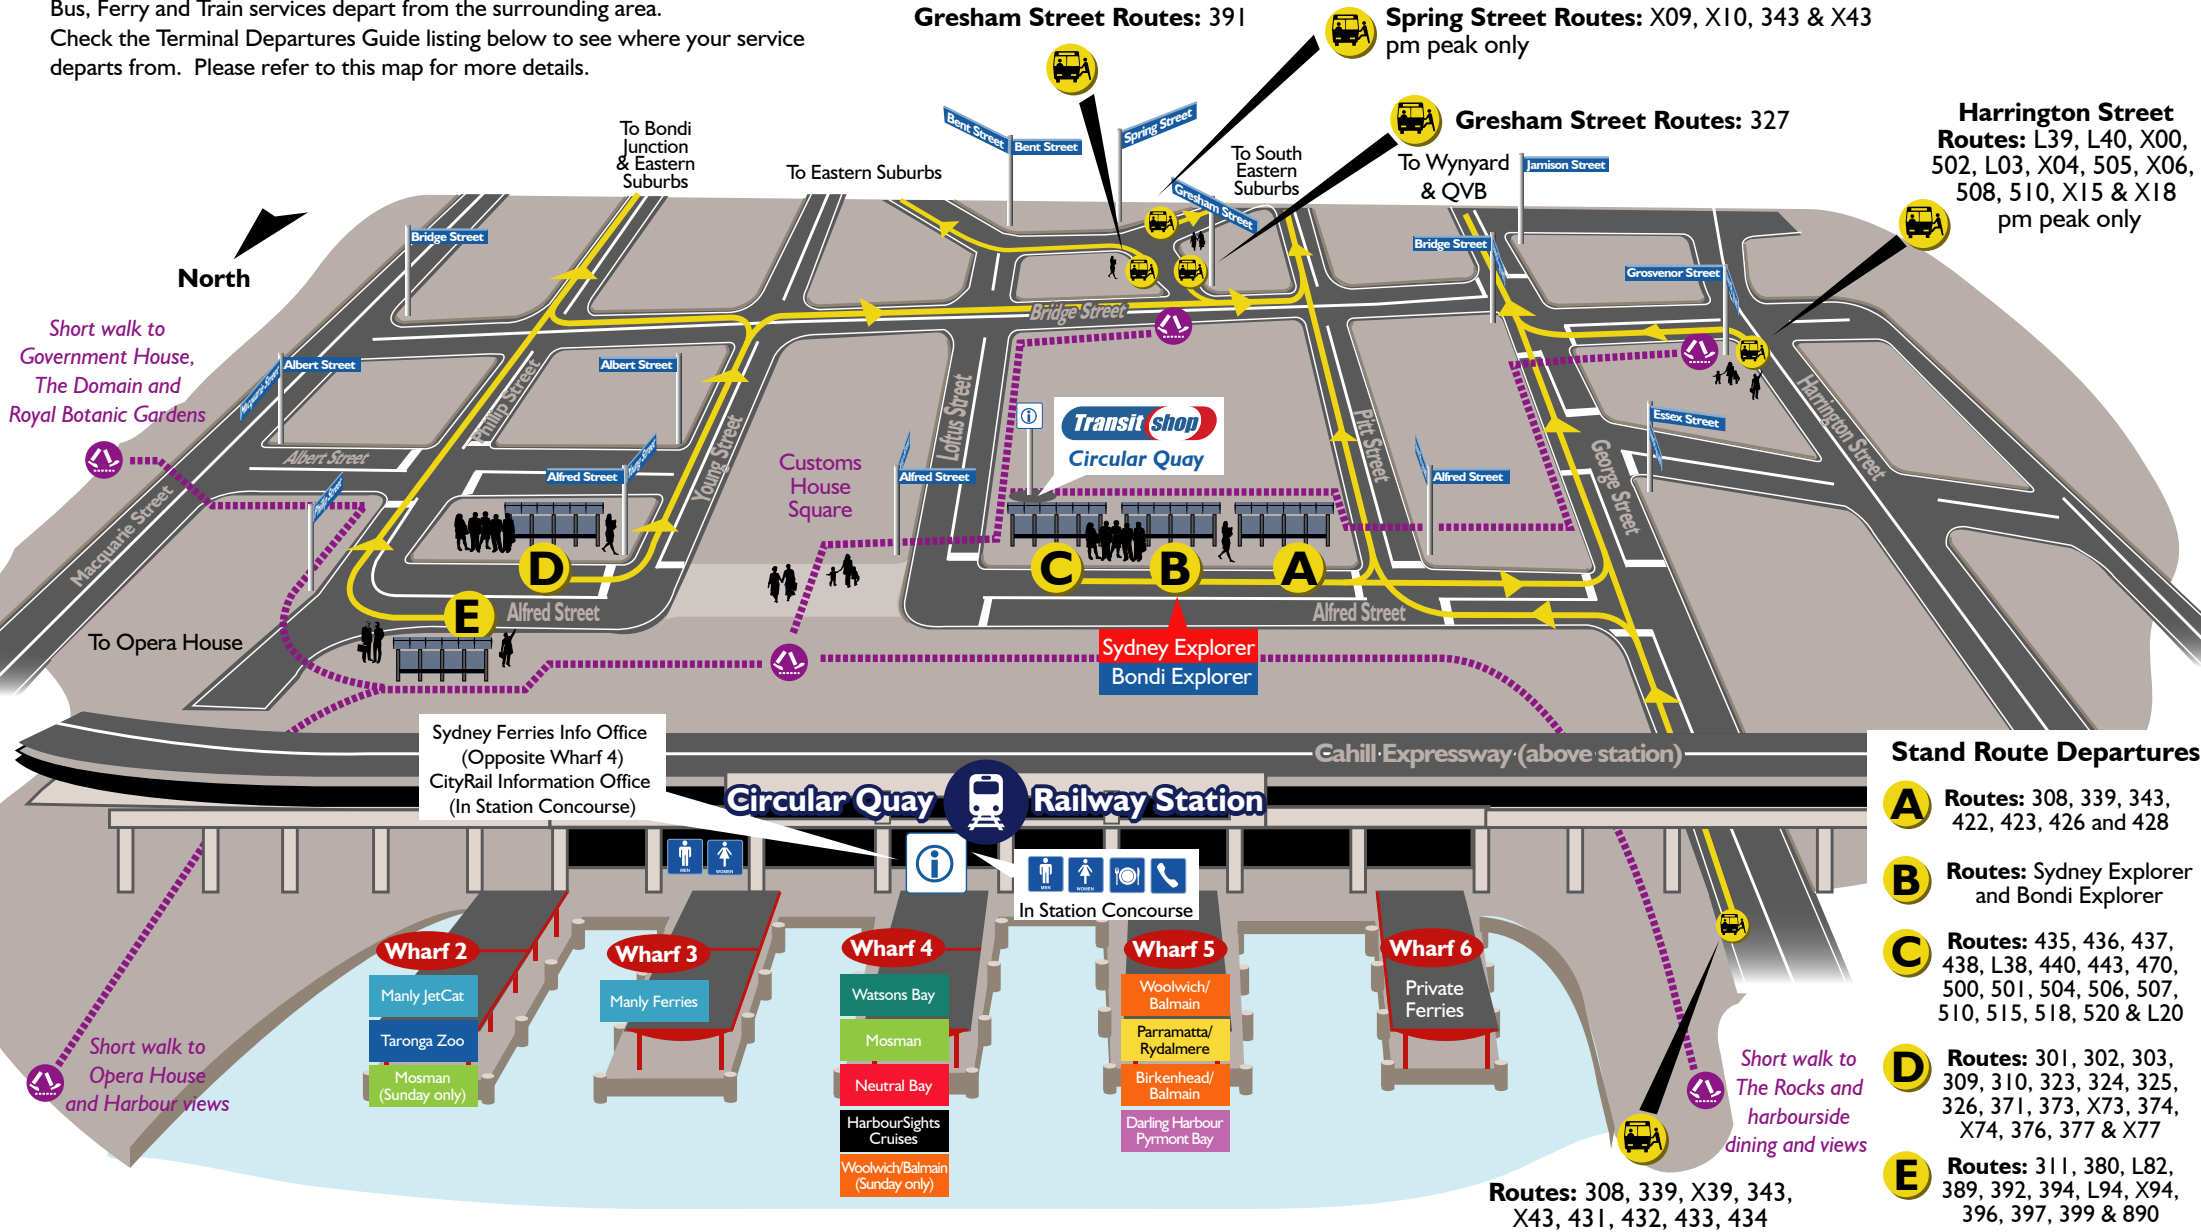 Bus, Ferry and Train services depart from the surrounding area.
Check the Terminal Departures Guide listing below to see where your service
departs from. Please refer to this map for more details.
Gresham Street Routes: 391
Spring Street Routes: X09, X10, 343 & X43
pm peak only
Gresham Street Routes: 327
Harrington Street
Routes: L39, L40, X00,
502, L03, X04, 505, X06,
508, 510, X15 & X18
pm peak only
To Bondi
Junction
& Eastern
Suburbs
To Eastern Suburbs
Bent Street
Bent Street
Spring Street
To South
Eastern
Suburbs
Gresham Street
To Wynyard
& QVB
Jamison Street
North
Bridge Street
Bridge Street
Grosvenor Street
Bridge Street
Short walk to
Government House,
The Domain and
Royal Botanic Gardens
Albert Street
Macquarie Street
Albert Street
Albert Street
Phillip Street
Young Street
Loftus Street
Transit shop
Circular Quay
Pitt Street
George Street
Harrington Street
Essex Street
Customs
House
Square
Alfred Street
Young Street
Alfred Street
Alfred Street
Phillip Street
Macquarie Street
D
C
B
A
E
Alfred Street
Alfred Street
To Opera House
Sydney Explorer
Bondi Explorer
Sydney Ferries Info Office
(Opposite Wharf 4)
CityRail Information Office
(In Station Concourse)
Cahill Expressway (above station)
Circular Quay Railway Station
MEN
WOMEN
i
MEN
WOMEN
In Station Concourse
Wharf 2
Manly JetCat
Taronga Zoo
Mosman
(Sunday only)
Wharf 3
Manly Ferries
Wharf 4
Watsons Bay
Mosman
Neutral Bay
HarbourSights
Cruises
Woolwich/Balmain
(Sunday only)
Wharf 5
Woolwich/
Balmain
Parramatta/
Rydalmere
Birkenhead/
Balmain
Darling Harbour
Pyrmont Bay
Wharf 6
Private
Ferries
Short walk to
Opera House
and Harbour views
Short walk to
The Rocks and
harbourside
dining and views
Routes: 308, 339, X39, 343,
X43, 431, 432, 433, 434
Stand Route Departures
A
Routes: 308, 339, 343,
422, 423, 426 and 428
B
Routes: Sydney Explorer
and Bondi Explorer
C
Routes: 435, 436, 437,
438, L38, 440, 443, 470,
500, 501, 504, 506, 507,
510, 515, 518, 520 & L20
D
Routes: 301, 302, 303,
309, 310, 323, 324, 325,
326, 371, 373, X73, 374,
X74, 376, 377 & X77
E
Routes: 311, 380, L82,
389, 392, 394, L94, X94,
396, 397, 399 & 890